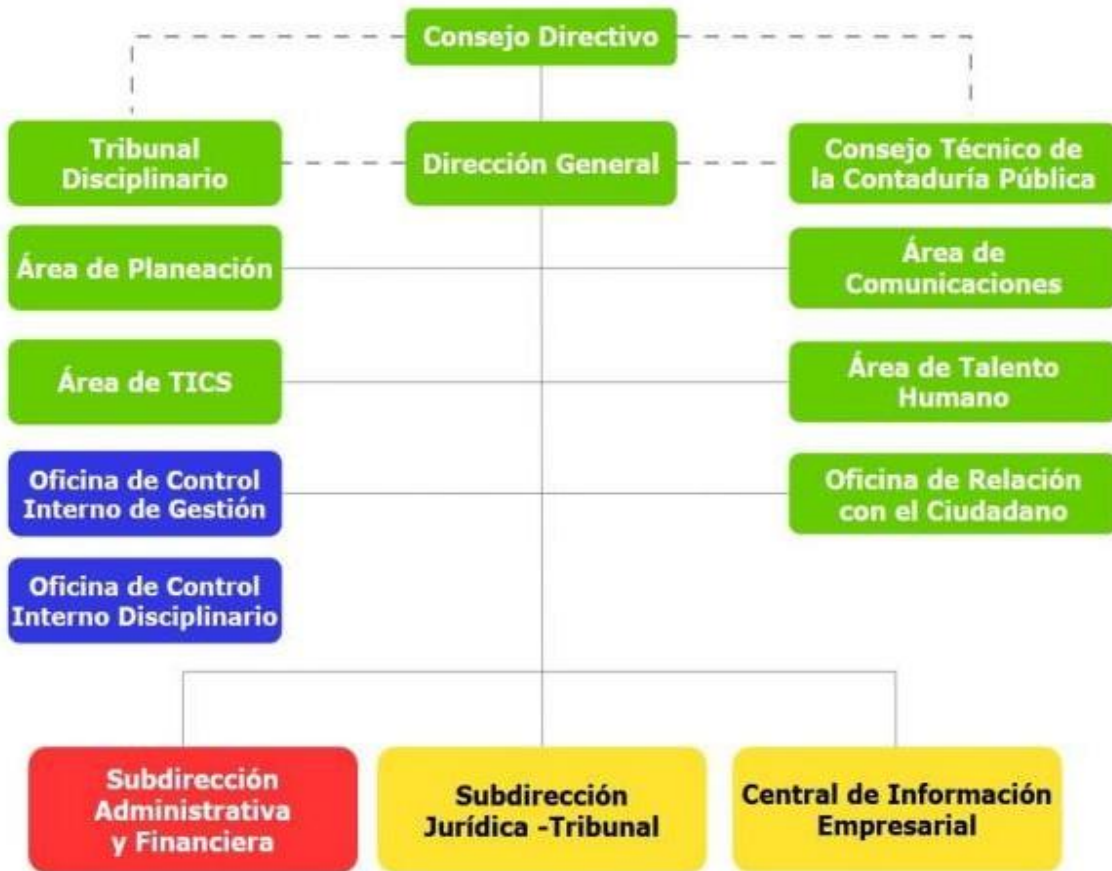 Consejo Directivo
Tribunal
Disciplinario
Dirección General
Consejo Técnico de
la Contaduría Pública
Área de Planeación
Área de
Comunicaciones
Área de TICS
Área de Talento
Humano
Oficina de Control
Interno de Gestión
Oficina de Relación
con el Ciudadano
Oficina de Control
Interno Disciplinario
Subdirección
Administrativa
y Financiera
Subdirección
Jurídica -Tribunal
Central de Información
Empresarial